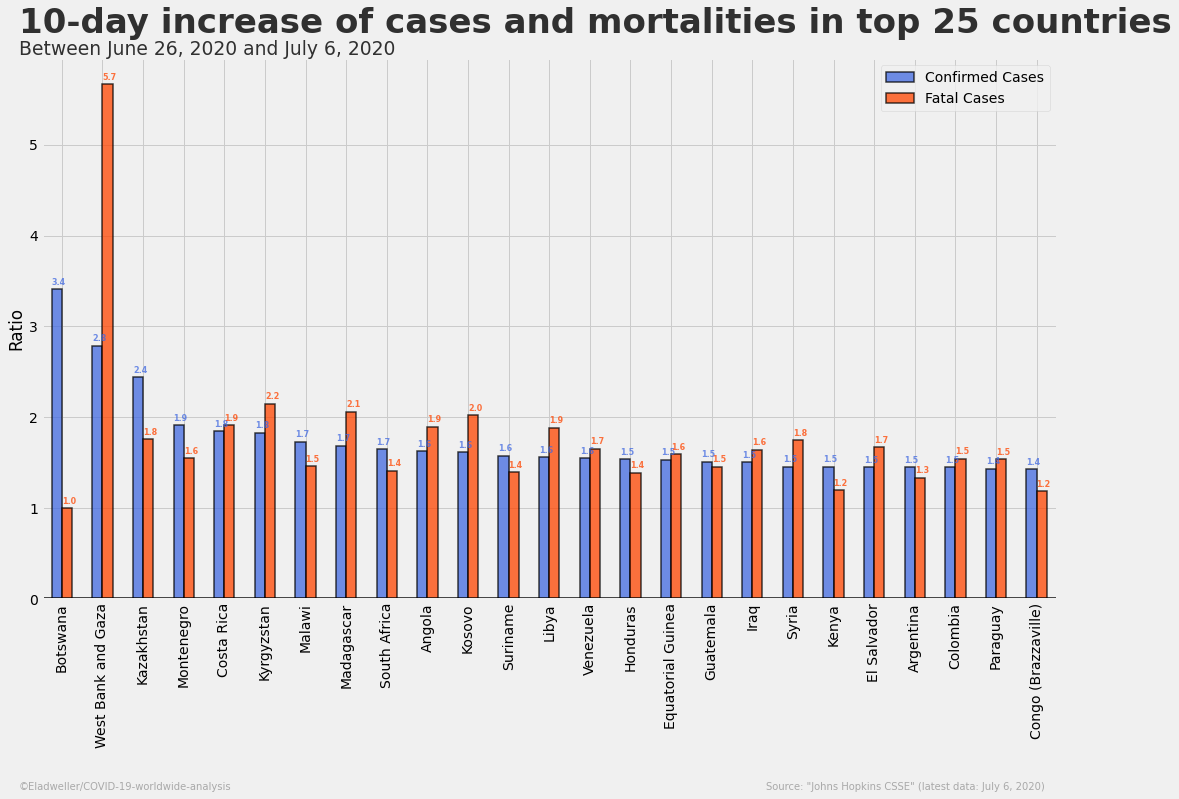 10-day increase of cases and mortalities in top 25 countries
Between June 26, 2020 and July 6, 2020
Confirmed Cases
Fatal Cases
Ratio
5
4
3
2
1
0
3.4
1.0
5.7
2.4
1.8
1.9
1.6
1.9
2.2
1.7
1.5
2.1
1.7
1.4
1.9
2.0
1.6
1.4
1.9
1.7
1.5
1.4
1.6
1.5
1.5
1.6
1.8
1.5
1.2
1.7
1.5
1.3
1.5
1.5
1.4
1.2
Botswana
West Bank and Gaza
Kazakhstan
Montenegro
Costa Rica
Kyrgyzstan
Malawi
Madagascar
South Africa
Angola
Kosovo
Suriname
Libya
Venezuela
Honduras
Equatorial Guinea
Guatemala
Iraq
Syria
Kenya
El Salvador
Argentina
Colombia
Paraguay
Congo (Brazzaville)
©Eladweller/COVID-19-worldwide-analysis
Source: "Johns Hopkins CSSE" (latest data: July 6, 2020)